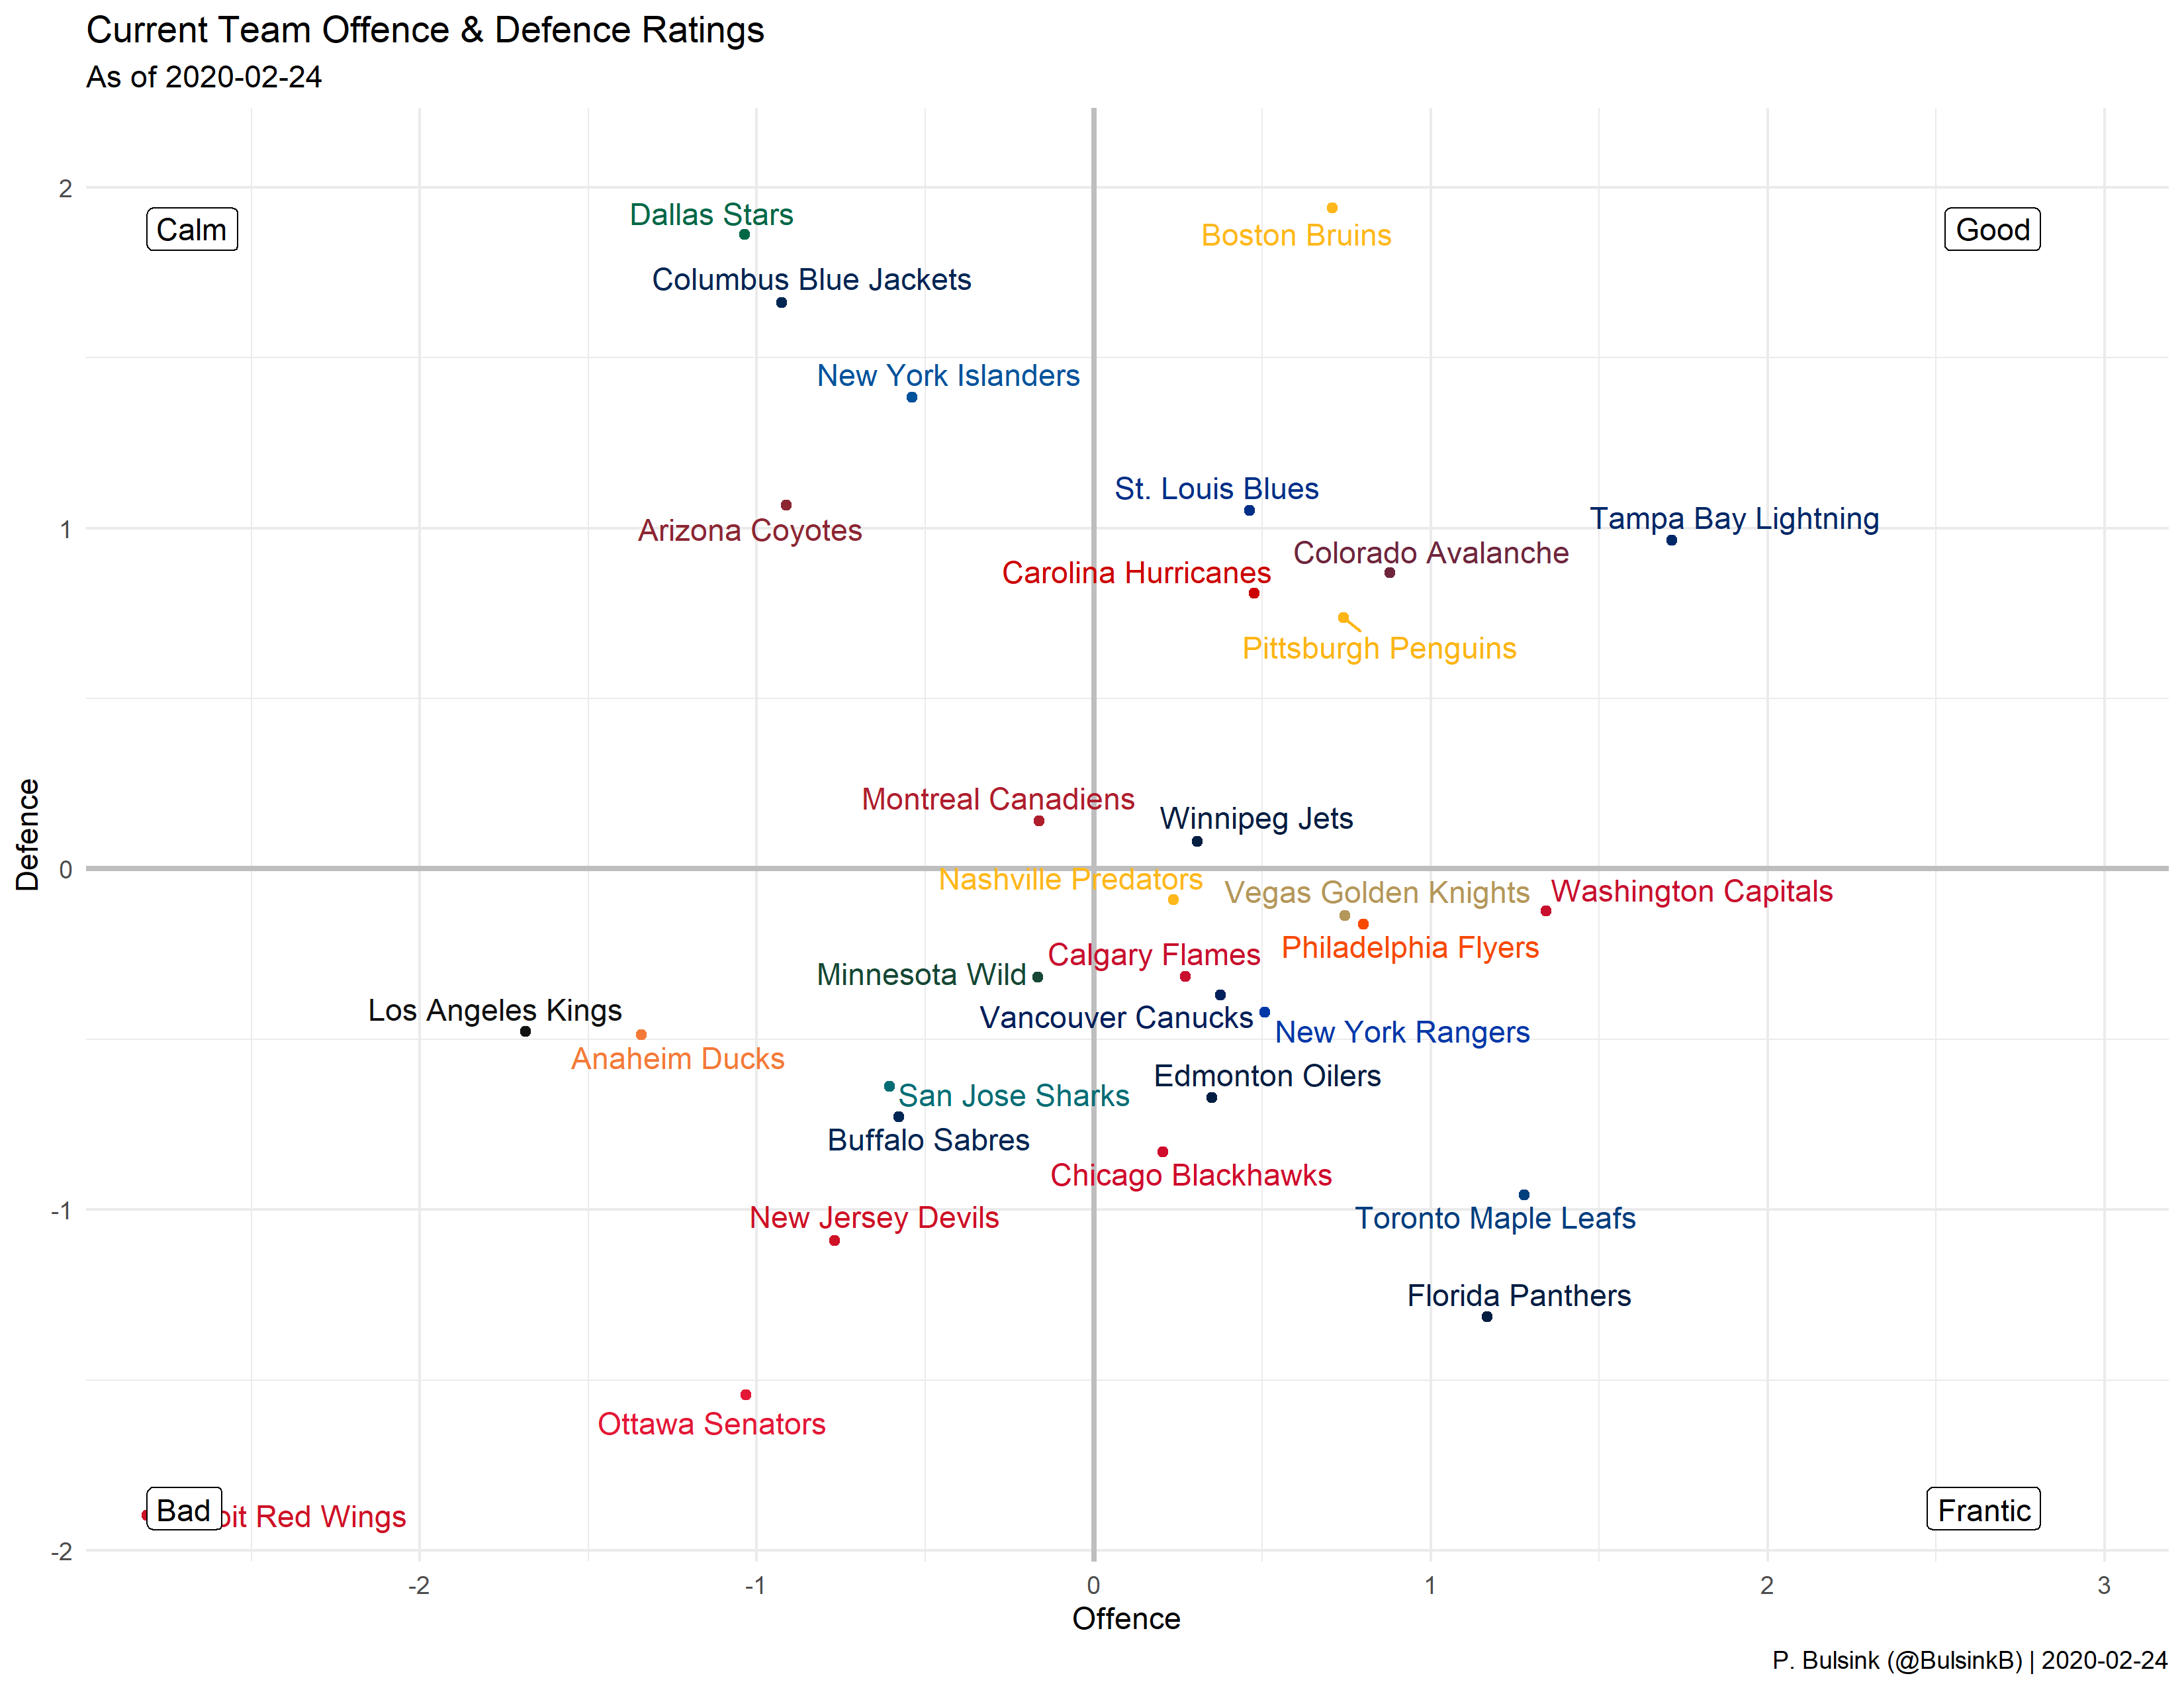 Current Team Offence & Defence Ratings
As of 2020-02-24
2
Calm
Dallas Stars
Boston Bruins
Good
Columbus Blue Jackets
New York Islanders
St. Louis Blues
Tampa Bay Lightning
1
Arizona Coyotes
Colorado Avalanche
Carolina Hurricanes
Pittsburgh Penguins
Montreal Canadiens
Winnipeg Jets
Defence
0
Nashville Predators
Vegas Golden Knights
Washington Capitals
Philadelphia Flyers
Calgary Flames
Minnesota Wild
Los Angeles Kings
Vancouver Canucks
New York Rangers
Anaheim Ducks
Edmonton Oilers
San Jose Sharks
Buffalo Sabres
Chicago Blackhawks
-1
New Jersey Devils
Toronto Maple Leafs
Florida Panthers
Ottawa Senators
Bad
Red Wings
Frantic
-2
-2
-1
0
1
2
3
Offence
P. Bulsink (@BulsinkB) | 2020-02-24